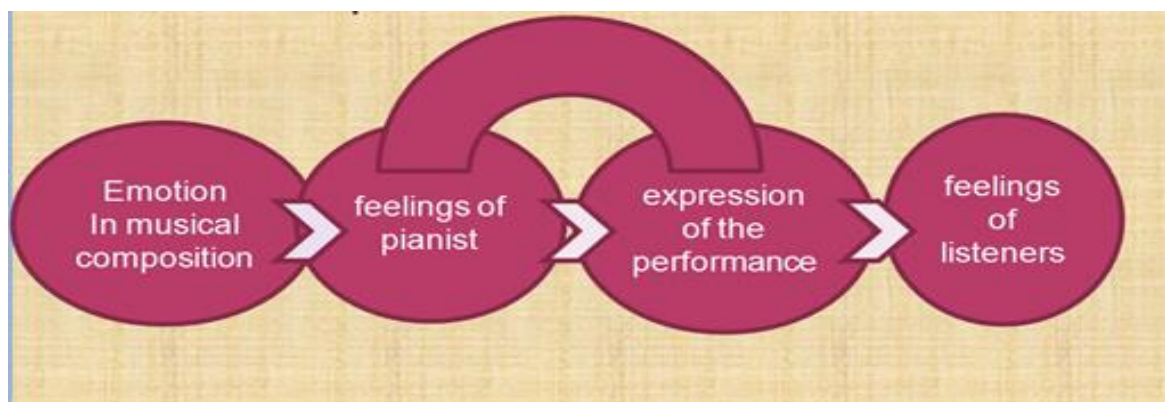 Emotion
In musical
composition
feelings of
pianist
expression
of the
performance
feelings
of
listeners